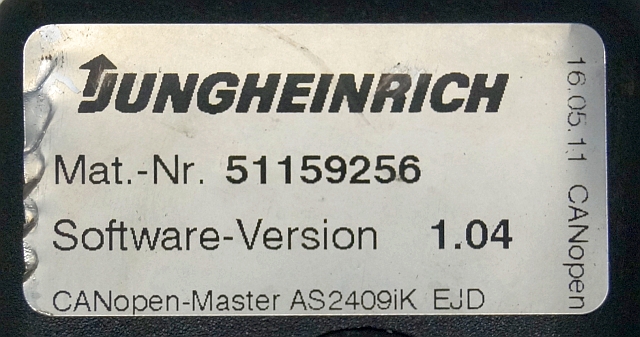 JUNGHEINRICH
Mat.-Nr. 51159256
Software-Version 1.04
CANopen-Master AS2409iK EJD
16.05.11 CANopen